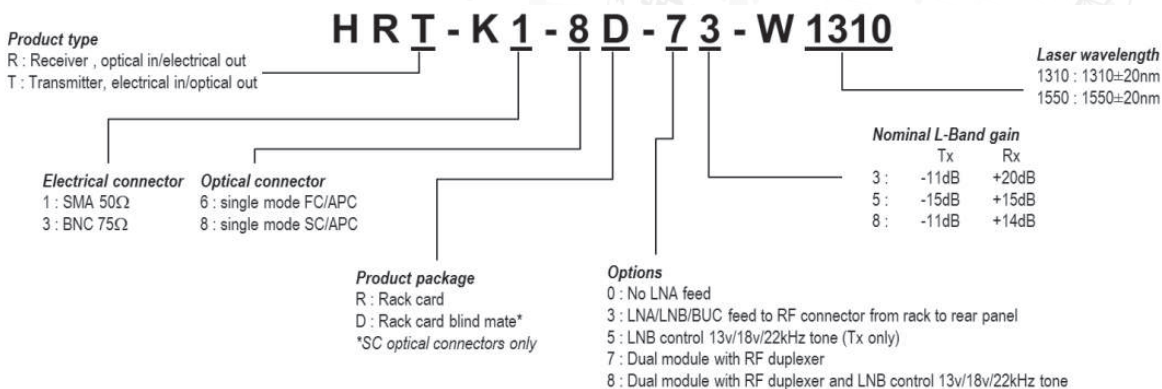 HRT-K1-8D-73-W1310
Product type
R : Receiver , optical in/electrical out
T : Transmitter, electrical in/optical out
Laser wavelength
1310 : 1310±20nm
1550 : 1550±20nm
Nominal L-Band gain
Tx Rx
3 : -11dB +20dB
5 : -15dB +15dB
8 : -11dB +14dB
Electrical connector
1 : SMA 50Ω
3 : BNC 75Ω
Optical connector
6 : single mode FC/APC
8 : single mode SC/APC
Product package
R : Rack card
D : Rack card blind mate*
*SC optical connectors only
Options
0 : No LNA feed
3 : LNA/LNB/BUC feed to RF connector from rack to rear panel
5 : LNB control 13v/18v/22kHz tone (Tx only)
7 : Dual module with RF duplexer
8 : Dual module with RF duplexer and LNB control 13v/18v/22kHz tone